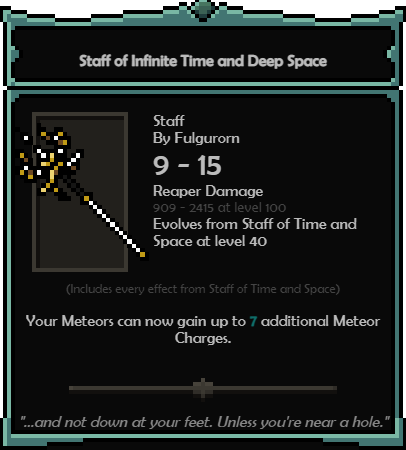 Staff of Infinite Time and Deep Space
Staff
By Fulgurorn
9 - 15
Reaper Damage
909 - 2415 at level 100
Evolves from Staff of Time and
Space at level 40
(Includes every effect from Staff of Time and Space)
Your Meteors can now gain up to 7 additional Meteor
Charges.
"...and not down at your feet. Unless you're near a hole."